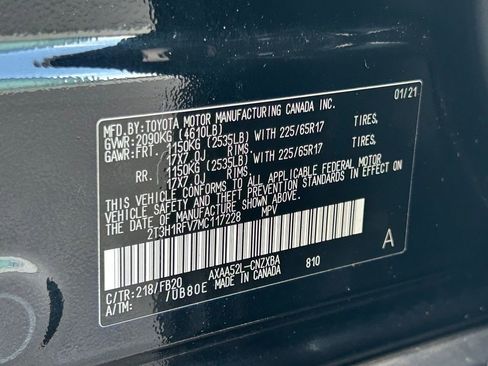 MFD.BY:TOYOTA MOTOR MANUFACTURING CANADA INC. 01/21
GVWR:2090KG (4610LB)
GAWR:FRT. 1150KG (2535LB) WITH 225/65R17 TIRES,
17X7.0J RIMS.
RR. 1150KG (2535LB) WITH 225/65R17 TIRES,
17X7.0J RIMS.
THIS VEHICLE CONFORMS TO ALL APPLICABLE FEDERAL MOTOR
VEHICLE SAFETY AND THEFT PREVENTION STANDARDS IN EFFECT ON
THE DATE OF MANUFACTURE SHOWN ABOVE.
2T3H1RFV7MC117228 MPV
A
C/TR:218/FB20 AXAA52L-CNZXBA 810
A/TM: /0B80E MADE IN CANADA